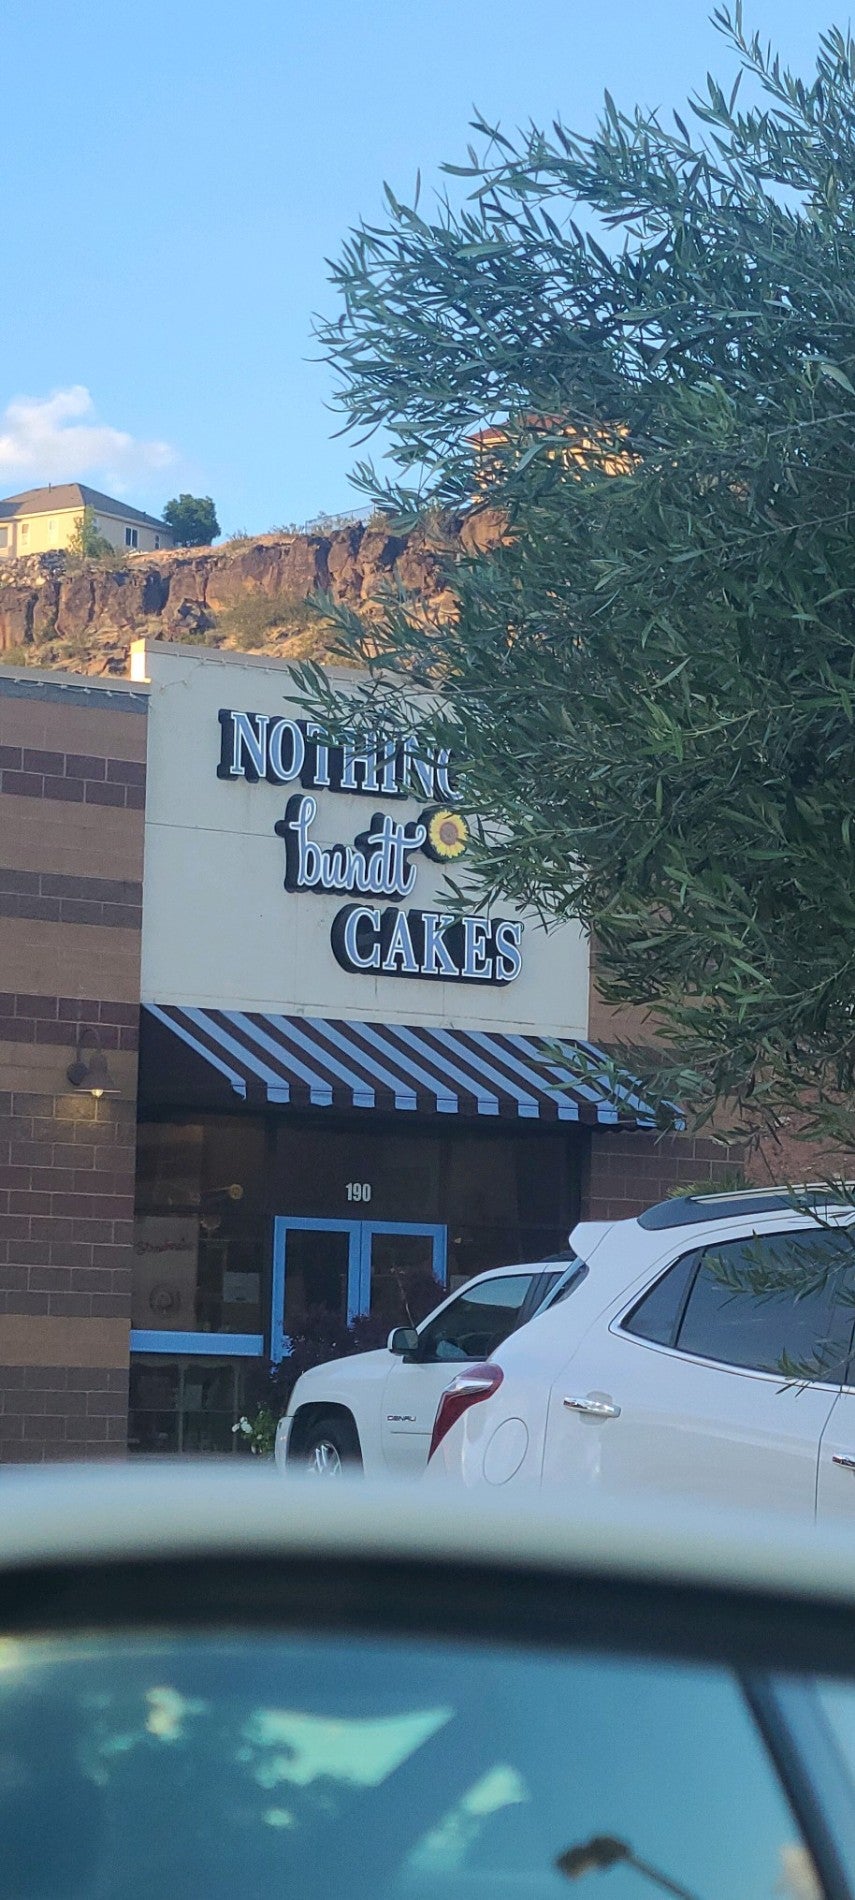 NOTHING
bundt
CAKES
190
DENALI